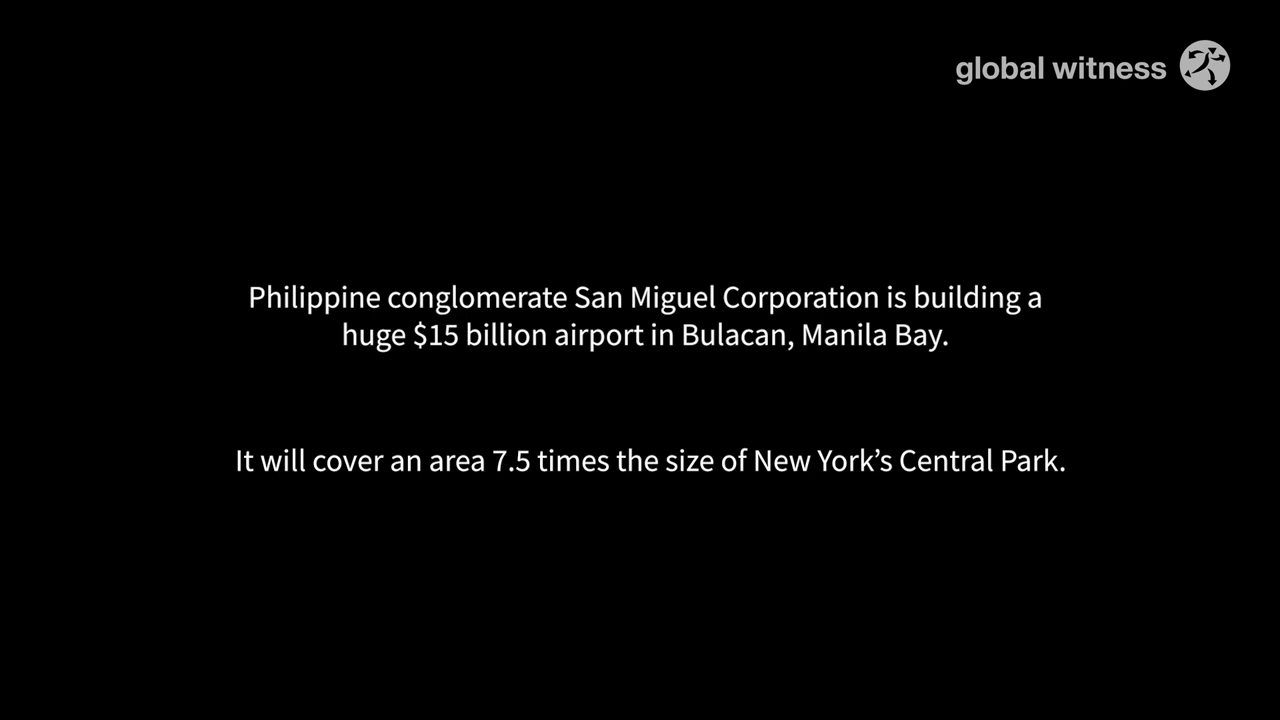 global witness
Philippine conglomerate San Miguel Corporation is building a
huge $15 billion airport in Bulacan, Manila Bay.
It will cover an area 7.5 times the size of New York’s Central Park.